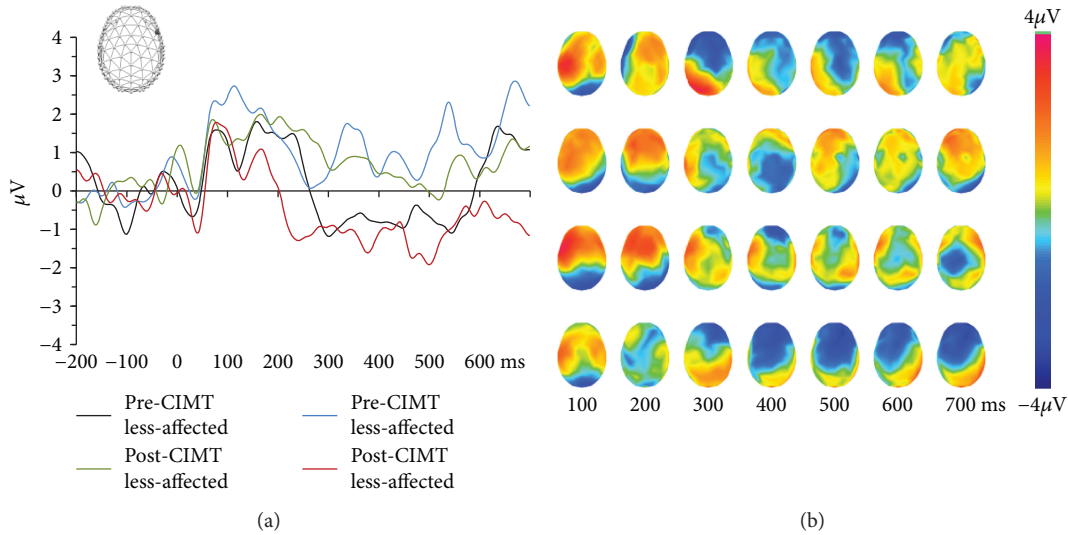 4
3
2
1
0
−1
−2
−3
−4
μV
−200 −100 0 100 200 300 400 500 600 ms
Pre-CIMT
less-affected
Pre-CIMT
less-affected
Post-CIMT
less-affected
Post-CIMT
less-affected
(a)
4μV
−4μV
100 200 300 400 500 600 700 ms
(b)